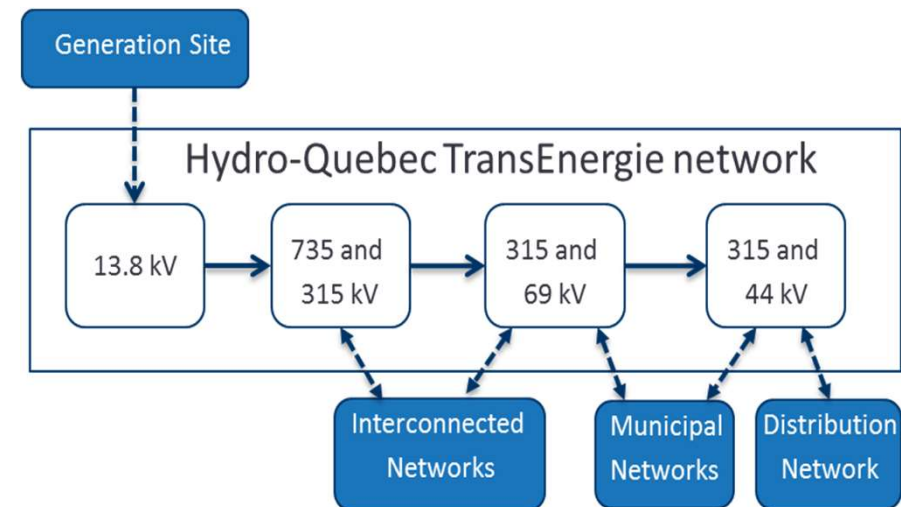 Generation Site
Hydro-Quebec TransEnergie network
13.8 kV
735 and
315 kV
315 and
69 kV
315 and
44 kV
Interconnected
Networks
Municipal
Networks
Distribution
Network